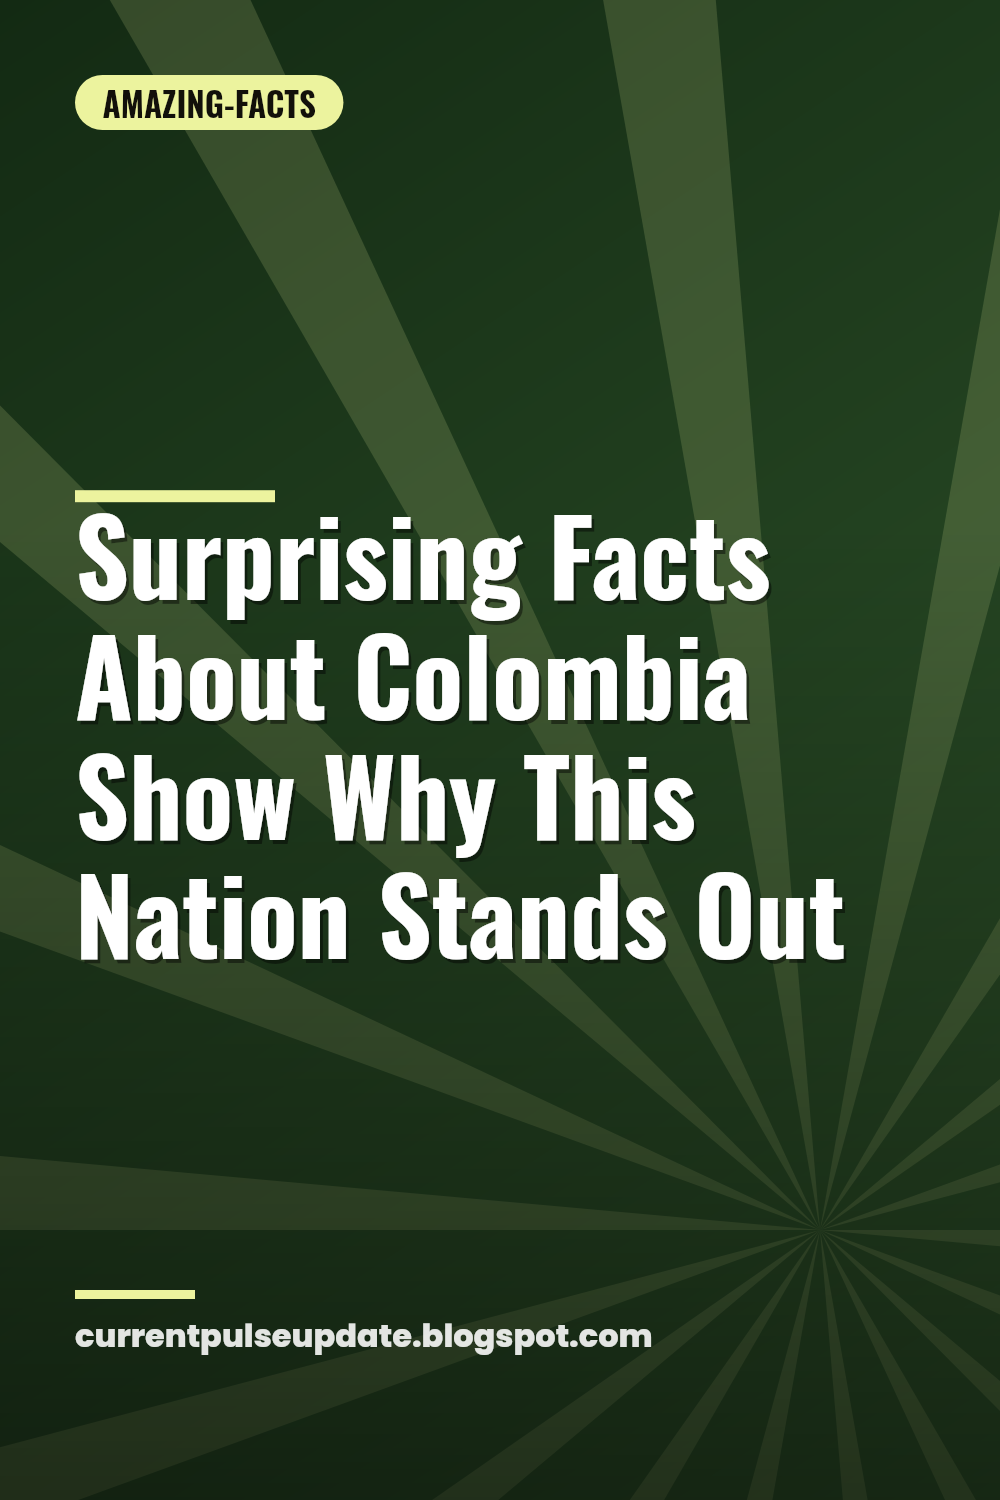 AMAZING-FACTS
Surprising Facts
About Colombia
Show Why This
Nation Stands Out
currentpulseupdate.blogspot.com